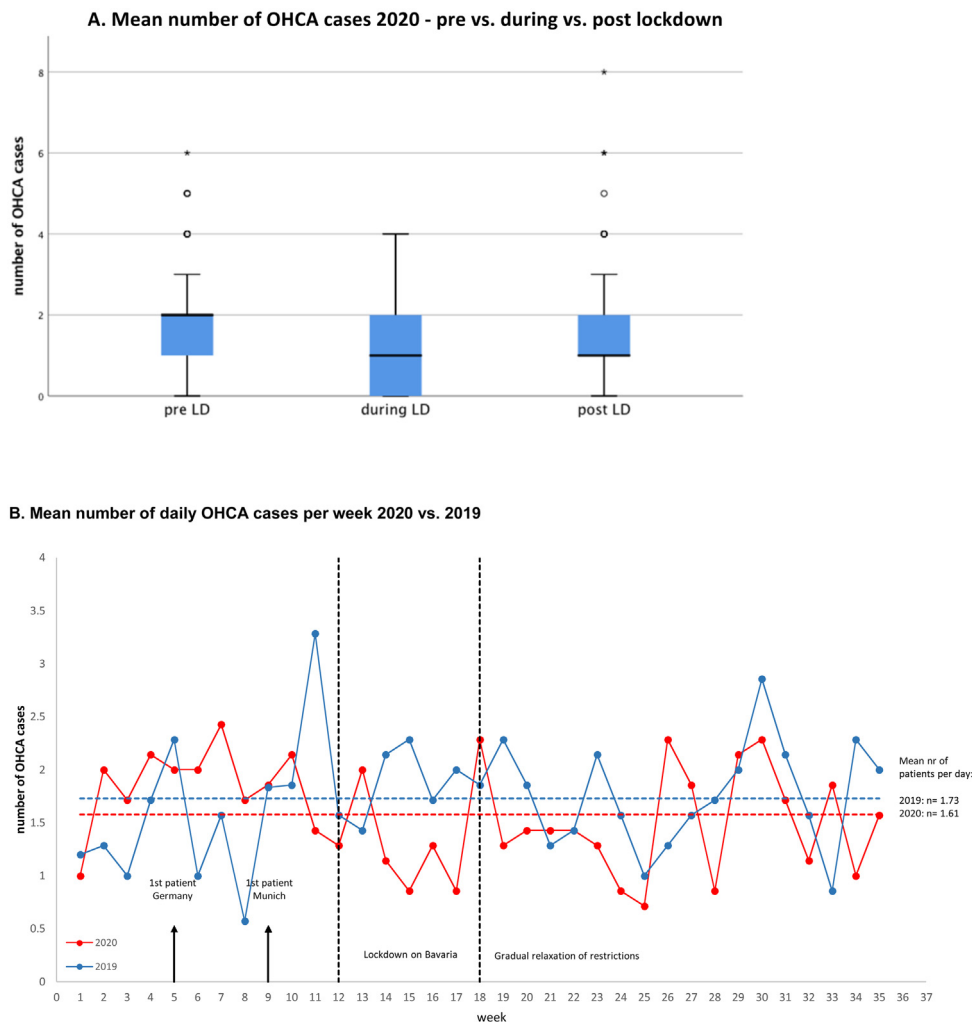 A. Mean number of OHCA cases 2020 - pre vs. during vs. post lockdown
number of OHCA cases
8
6
4
2
0
pre LD
during LD
post LD
B. Mean number of daily OHCA cases per week 2020 vs. 2019
number of OHCA cases
4
3.5
3
2.5
2
1.5
1
0.5
0
Mean nr of
patients per day:
2019: n= 1.73
2020: n= 1.61
1st patient
Germany
1st patient
Munich
2020
2019
Lockdown on Bavaria
Gradual relaxation of restrictions
0 1 2 3 4 5 6 7 8 9 10 11 12 13 14 15 16 17 18 19 20 21 22 23 24 25 26 27 28 29 30 31 32 33 34 35 36 37
week